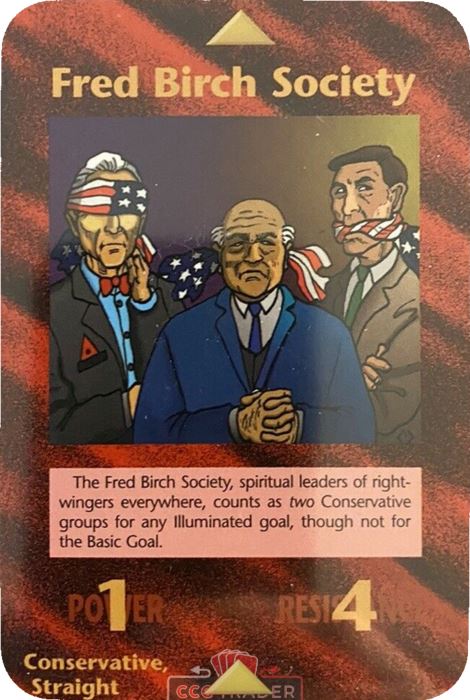 Fred Birch Society
The Fred Birch Society, spiritual leaders of right-
wingers everywhere, counts as two Conservative
groups for any Illuminated goal, though not for
the Basic Goal.
POWER 1 RESISTANCE 4
Conservative,
Straight
CCGTRADER